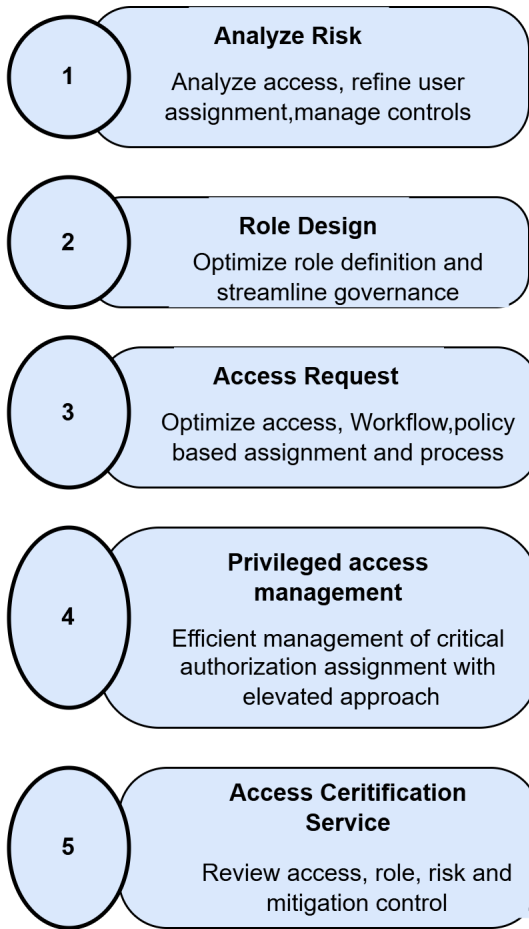 1
Analyze Risk
Analyze access, refine user
assignment,manage controls
2
Role Design
Optimize role definition and
streamline governance
3
Access Request
Optimize access, Workflow,policy
based assignment and process
4
Privileged access
management
Efficient management of critical
authorization assignment with
elevated approach
5
Access Ceritification
Service
Review access, role, risk and
mitigation control